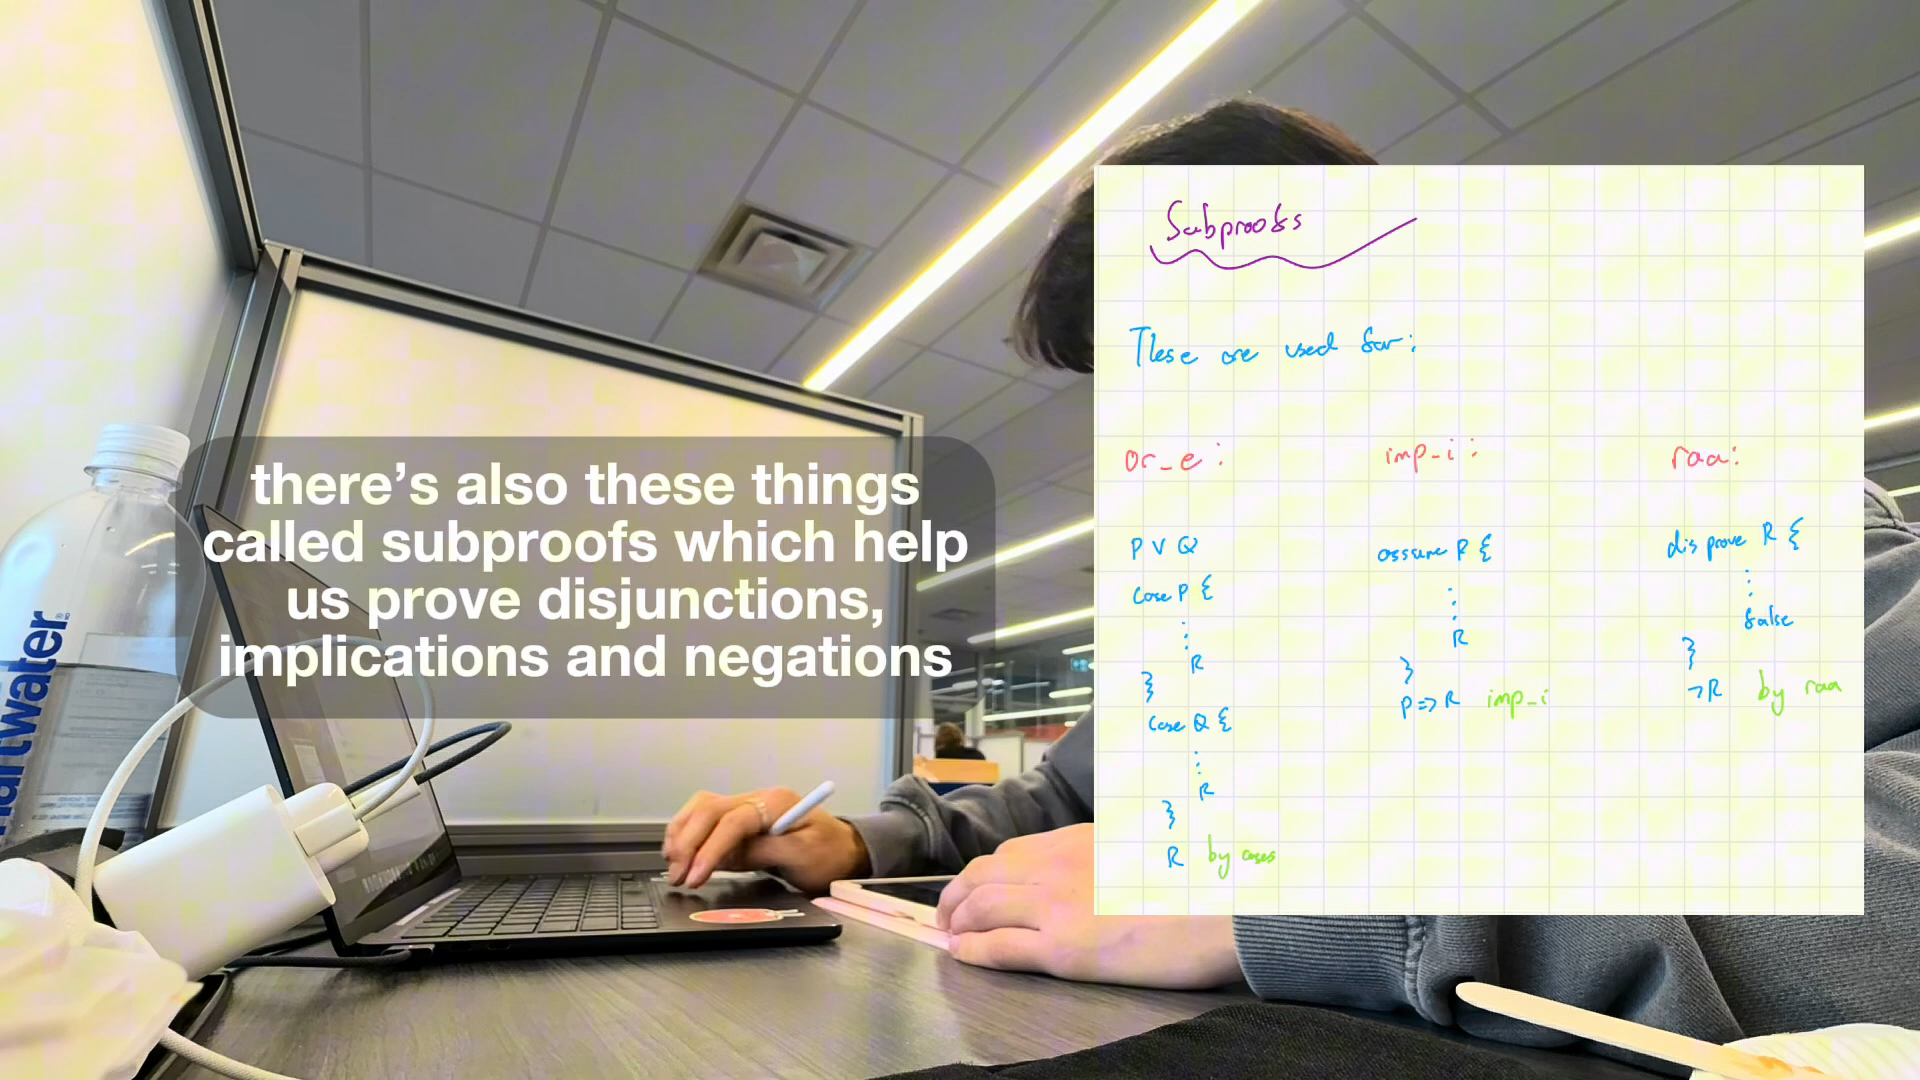 there's also these things
called subproofs which help
us prove disjunctions,
implications and negations
Subproofs
These are used for:
or_e:
P ∨ Q
case P {
⋮
R
}
case Q {
⋮
R
}
R by cases
imp_i:
assume P {
⋮
R
}
P => R imp_i
raa:
disprove R {
⋮
false
}
¬R by raa
artwater